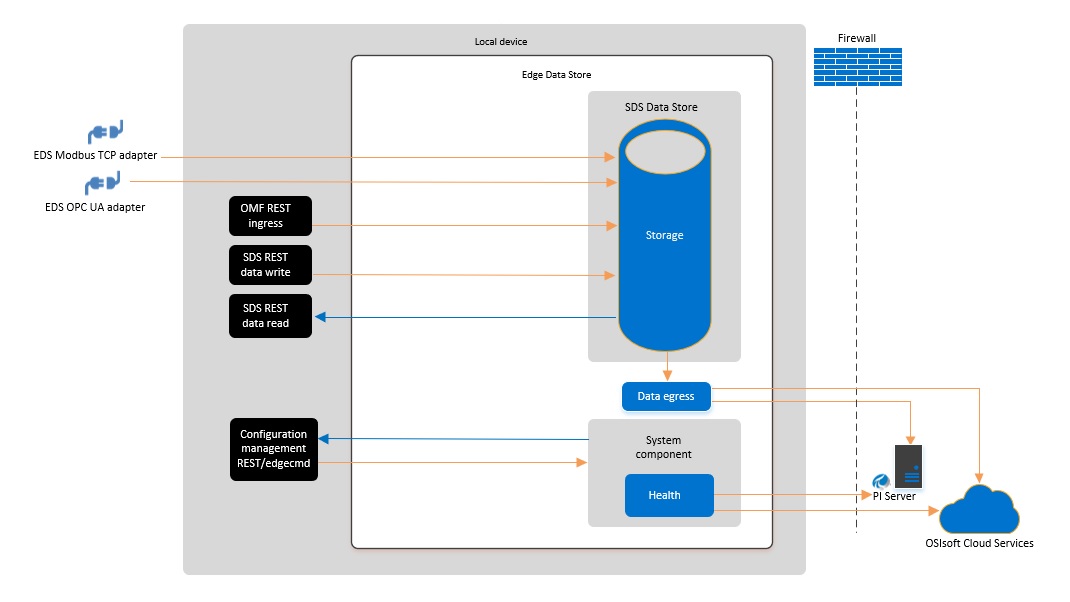 Local device
Firewall
Edge Data Store
SDS Data Store
EDS Modbus TCP adapter
EDS OPC UA adapter
OMF REST
ingress
SDS REST
data write
SDS REST
data read
Storage
Data egress
Configuration
management
REST/edgecmd
System
component
Health
PI Server
OSIsoft Cloud Services